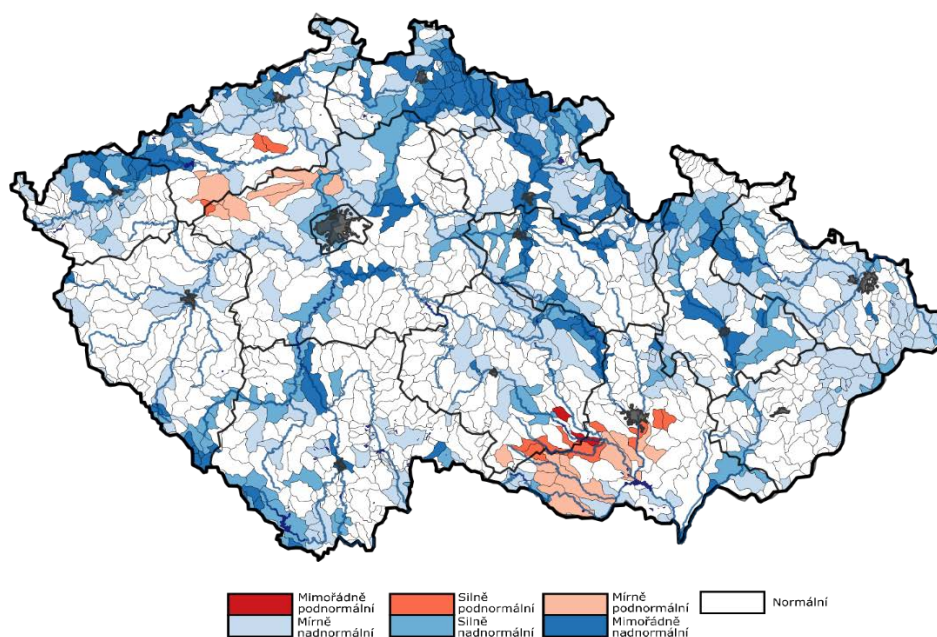 Mimořádně
podnormální
Silně
podnormální
Mírně
podnormální
Normální
Mírně
nadnormální
Silně
nadnormální
Mimořádně
nadnormální